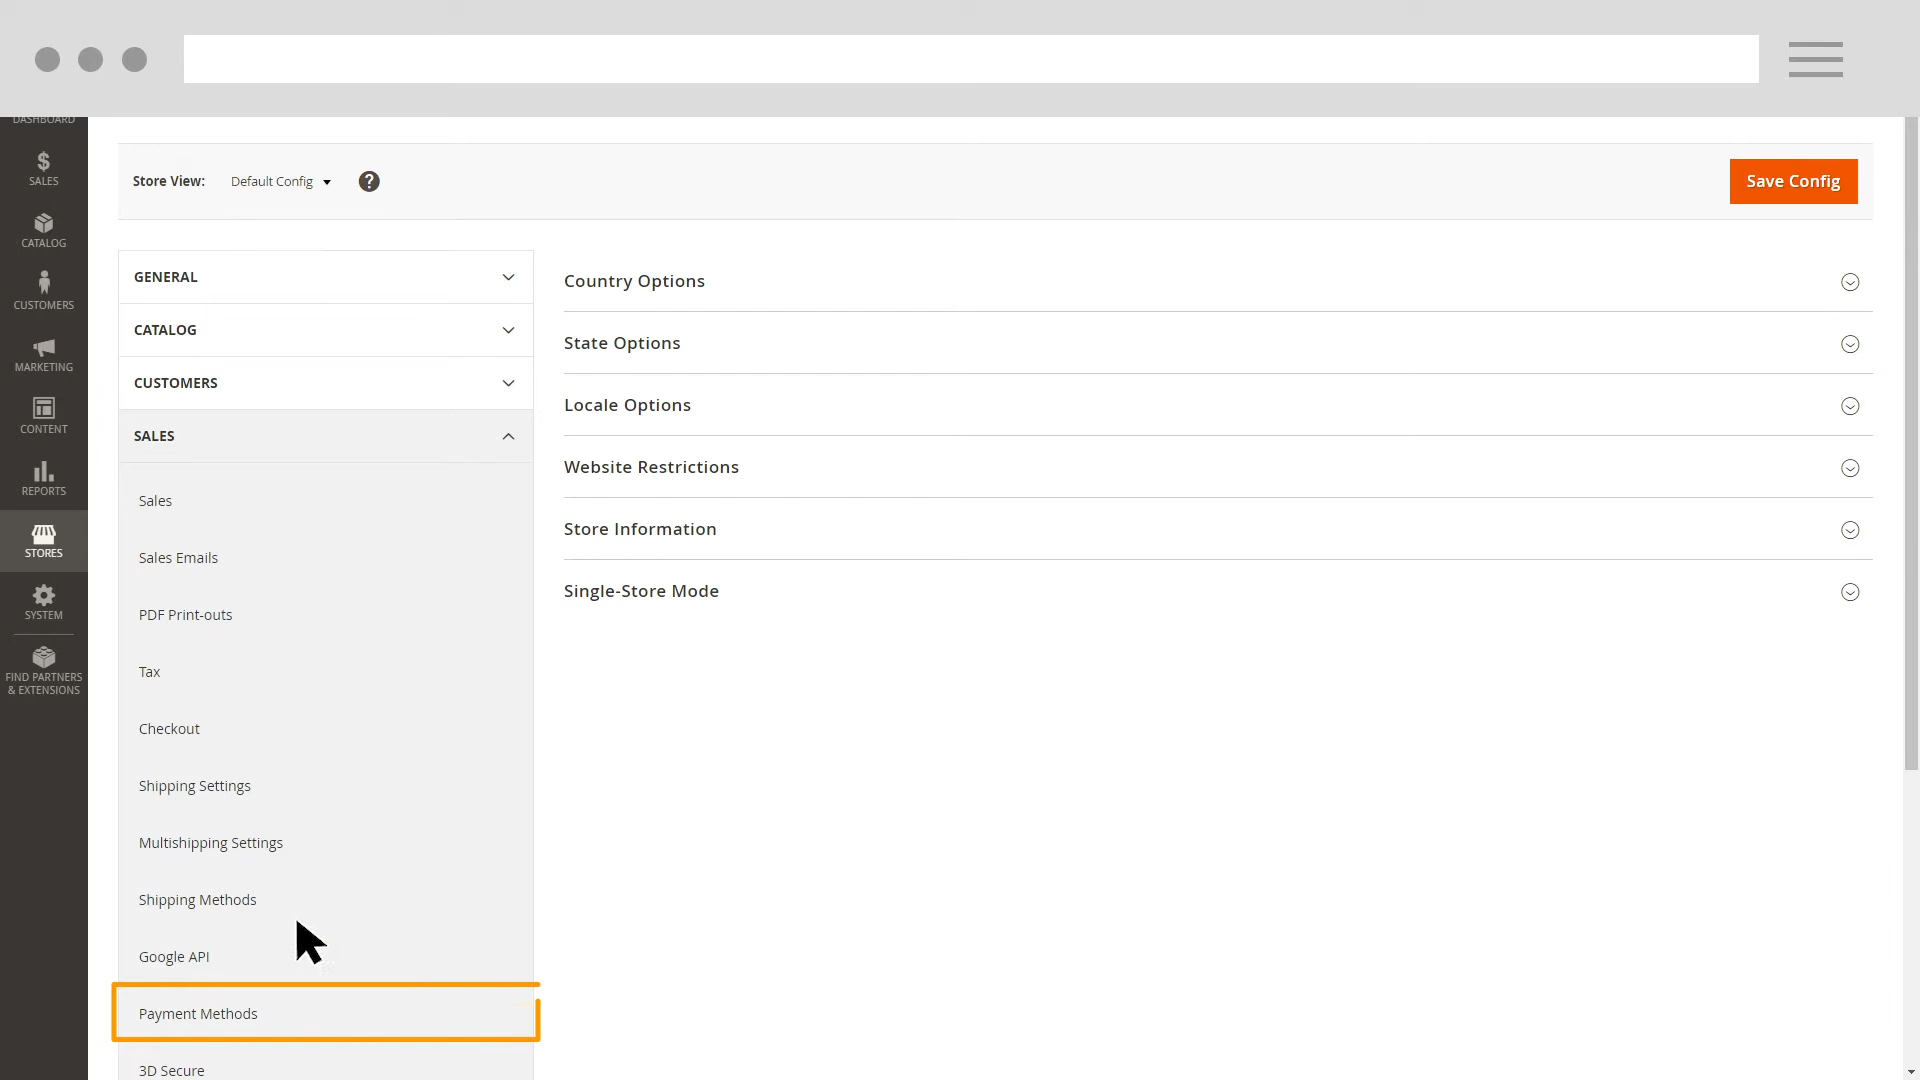 DASHBOARD
SALES
CATALOG
CUSTOMERS
MARKETING
CONTENT
REPORTS
STORES
SYSTEM
FIND PARTNERS
& EXTENSIONS
Store View: Default Config ?
Save Config
GENERAL
CATALOG
CUSTOMERS
SALES
Sales
Sales Emails
PDF Print-outs
Tax
Checkout
Shipping Settings
Multishipping Settings
Shipping Methods
Google API
Payment Methods
3D Secure
Country Options
State Options
Locale Options
Website Restrictions
Store Information
Single-Store Mode